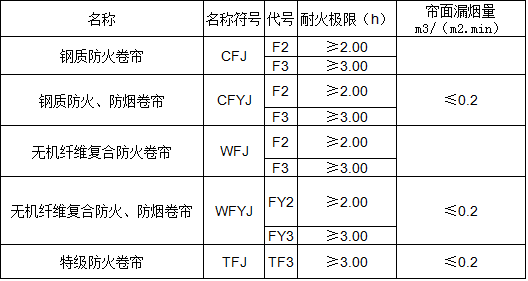 名称 名称符号 代号 耐火极限（h） 帘面漏烟量
m3/（m2.min）
钢质防火卷帘 CFJ F2 ≥2.00
F3 ≥3.00
钢质防火、防烟卷帘 CFYJ F2 ≥2.00 ≤0.2
F3 ≥3.00
无机纤维复合防火卷帘 WFJ F2 ≥2.00
F3 ≥3.00
无机纤维复合防火、防烟卷帘 WFYJ FY2 ≥2.00 ≤0.2
FY3 ≥3.00
特级防火卷帘 TFJ TF3 ≥3.00 ≤0.2